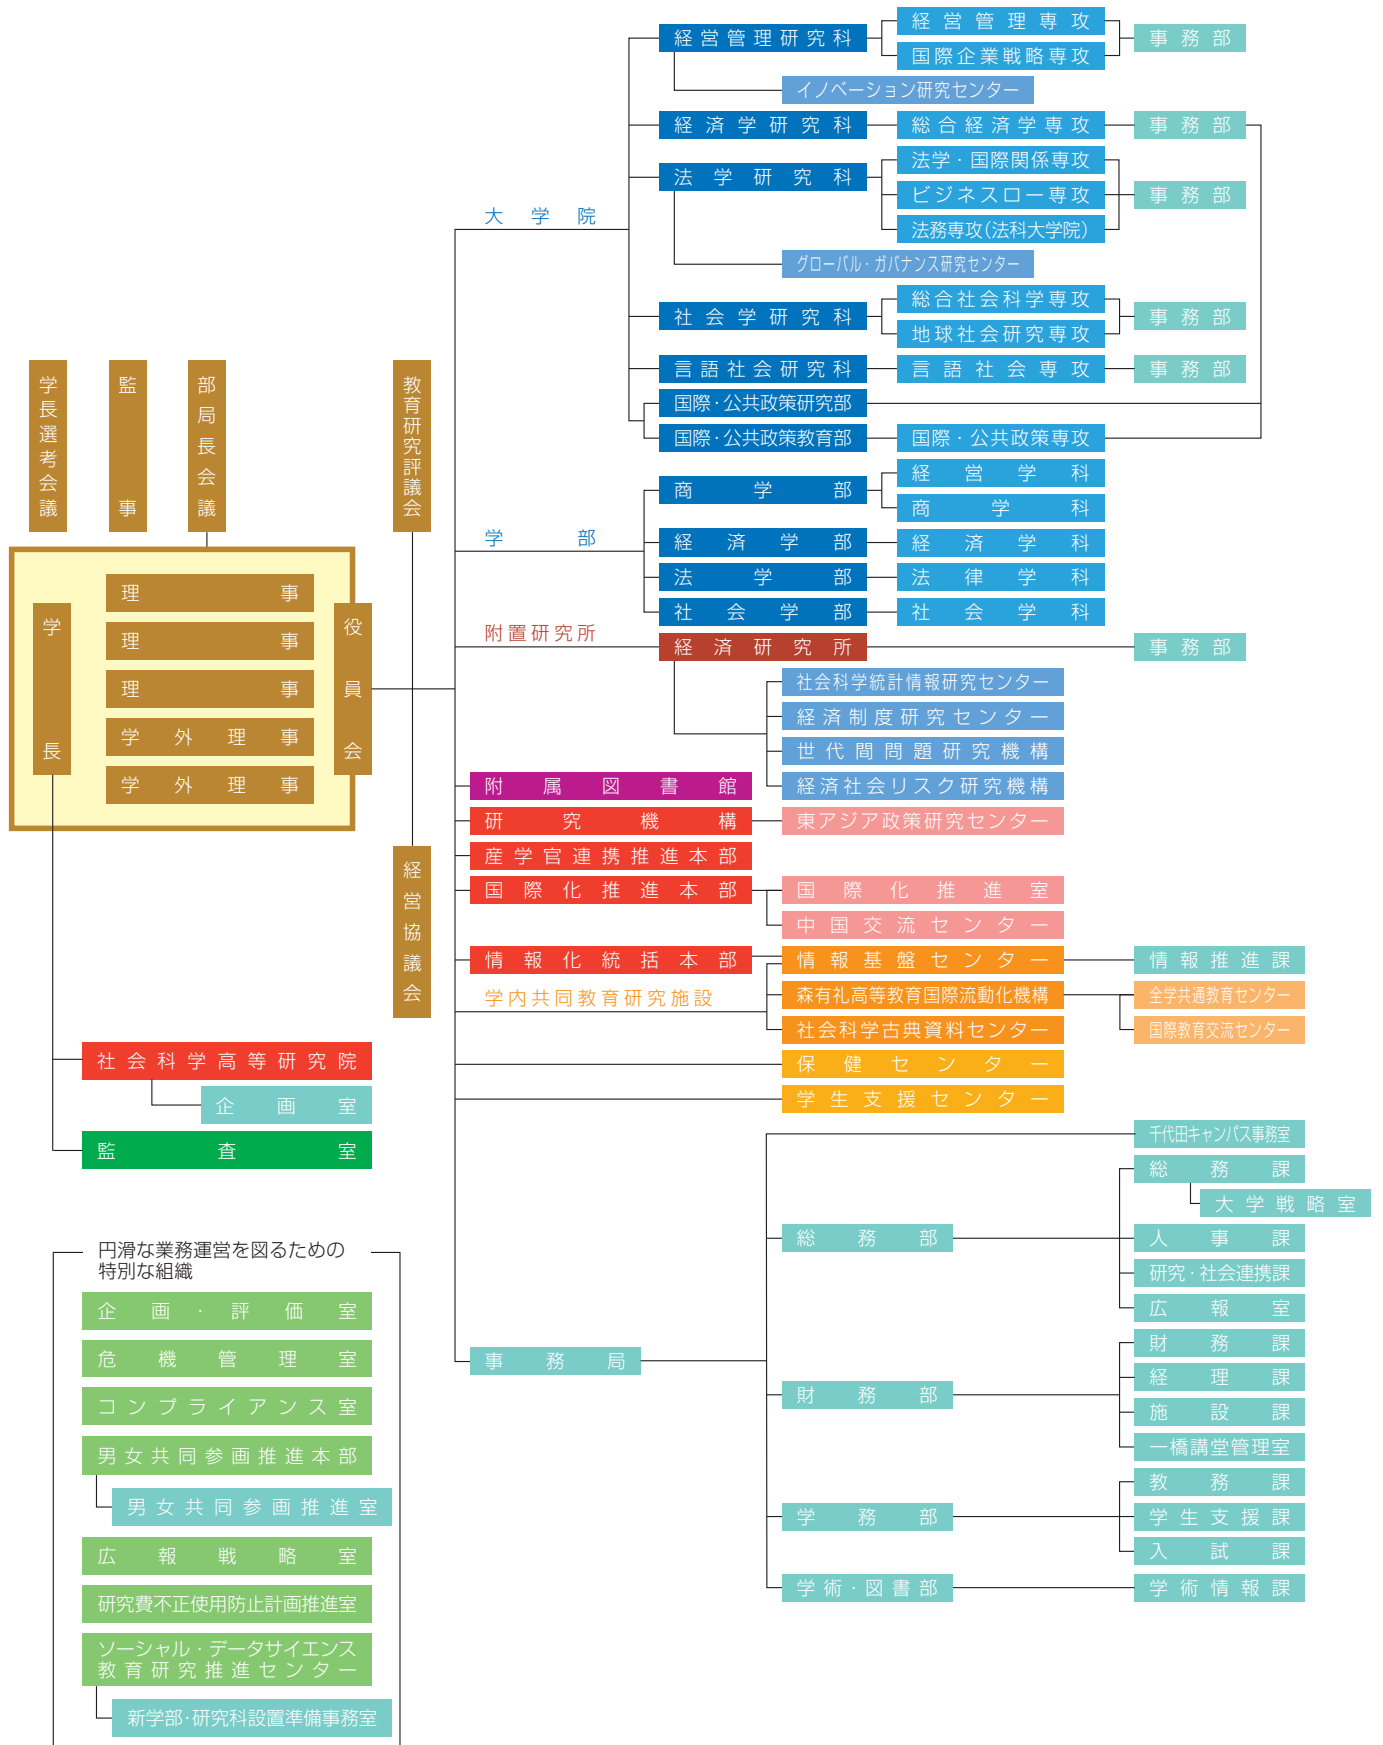 経営管理研究科
経営管理専攻
国際企業戦略専攻
事務部
イノベーション研究センター
経済学研究科
総合経済学専攻
事務部
法学研究科
法学・国際関係専攻
ビジネスロー専攻
法務専攻(法科大学院)
事務部
グローバル・ガバナンス研究センター
大学院
社会学研究科
総合社会科学専攻
地球社会研究専攻
事務部
言語社会研究科
言語社会専攻
事務部
国際・公共政策研究部
国際・公共政策教育部
国際・公共政策専攻
学長選考会議
監事
部局長会議
教育研究評議会
学部
商学部
経営学科
商学科
経済学部
経済学科
法学部
法律学科
社会学部
社会学科
学長
理事
理事
理事
学外理事
学外理事
役員会
経営協議会
附置研究所
経済研究所
事務部
社会科学統計情報研究センター
経済制度研究センター
世代間問題研究機構
経済社会リスク研究機構
附属図書館
研究機構
東アジア政策研究センター
産学官連携推進本部
国際化推進本部
国際化推進室
中国交流センター
情報化統括本部
情報基盤センター
情報推進課
学内共同教育研究施設
森有礼高等教育国際流動化機構
全学共通教育センター
国際教育交流センター
社会科学古典資料センター
保健センター
学生支援センター
社会科学高等研究院
企画室
監査室
事務局
千代田キャンパス事務室
総務部
総務課
大学戦略室
人事課
研究・社会連携課
広報室
財務部
財務課
経理課
施設課
一橋講堂管理室
学務部
教務課
学生支援課
入試課
学術・図書部
学術情報課
円滑な業務運営を図るための
特別な組織
企画・評価室
危機管理室
コンプライアンス室
男女共同参画推進本部
男女共同参画推進室
広報戦略室
研究費不正使用防止計画推進室
ソーシャル・データサイエンス
教育研究推進センター
新学部・研究科設置準備事務室